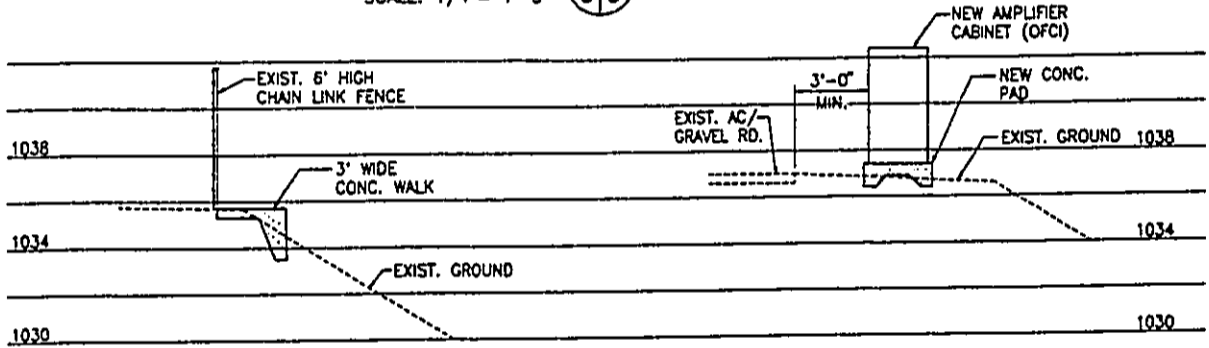 NEW AMPLIFIER
CABINET (OFCI)
EXIST. 6' HIGH
CHAIN LINK FENCE
3'-0"
MIN.
NEW CONC.
PAD
EXIST. AC/
GRAVEL RD.
EXIST. GROUND
1038
1038
3' WIDE
CONC. WALK
1034
1034
EXIST. GROUND
1030
1030